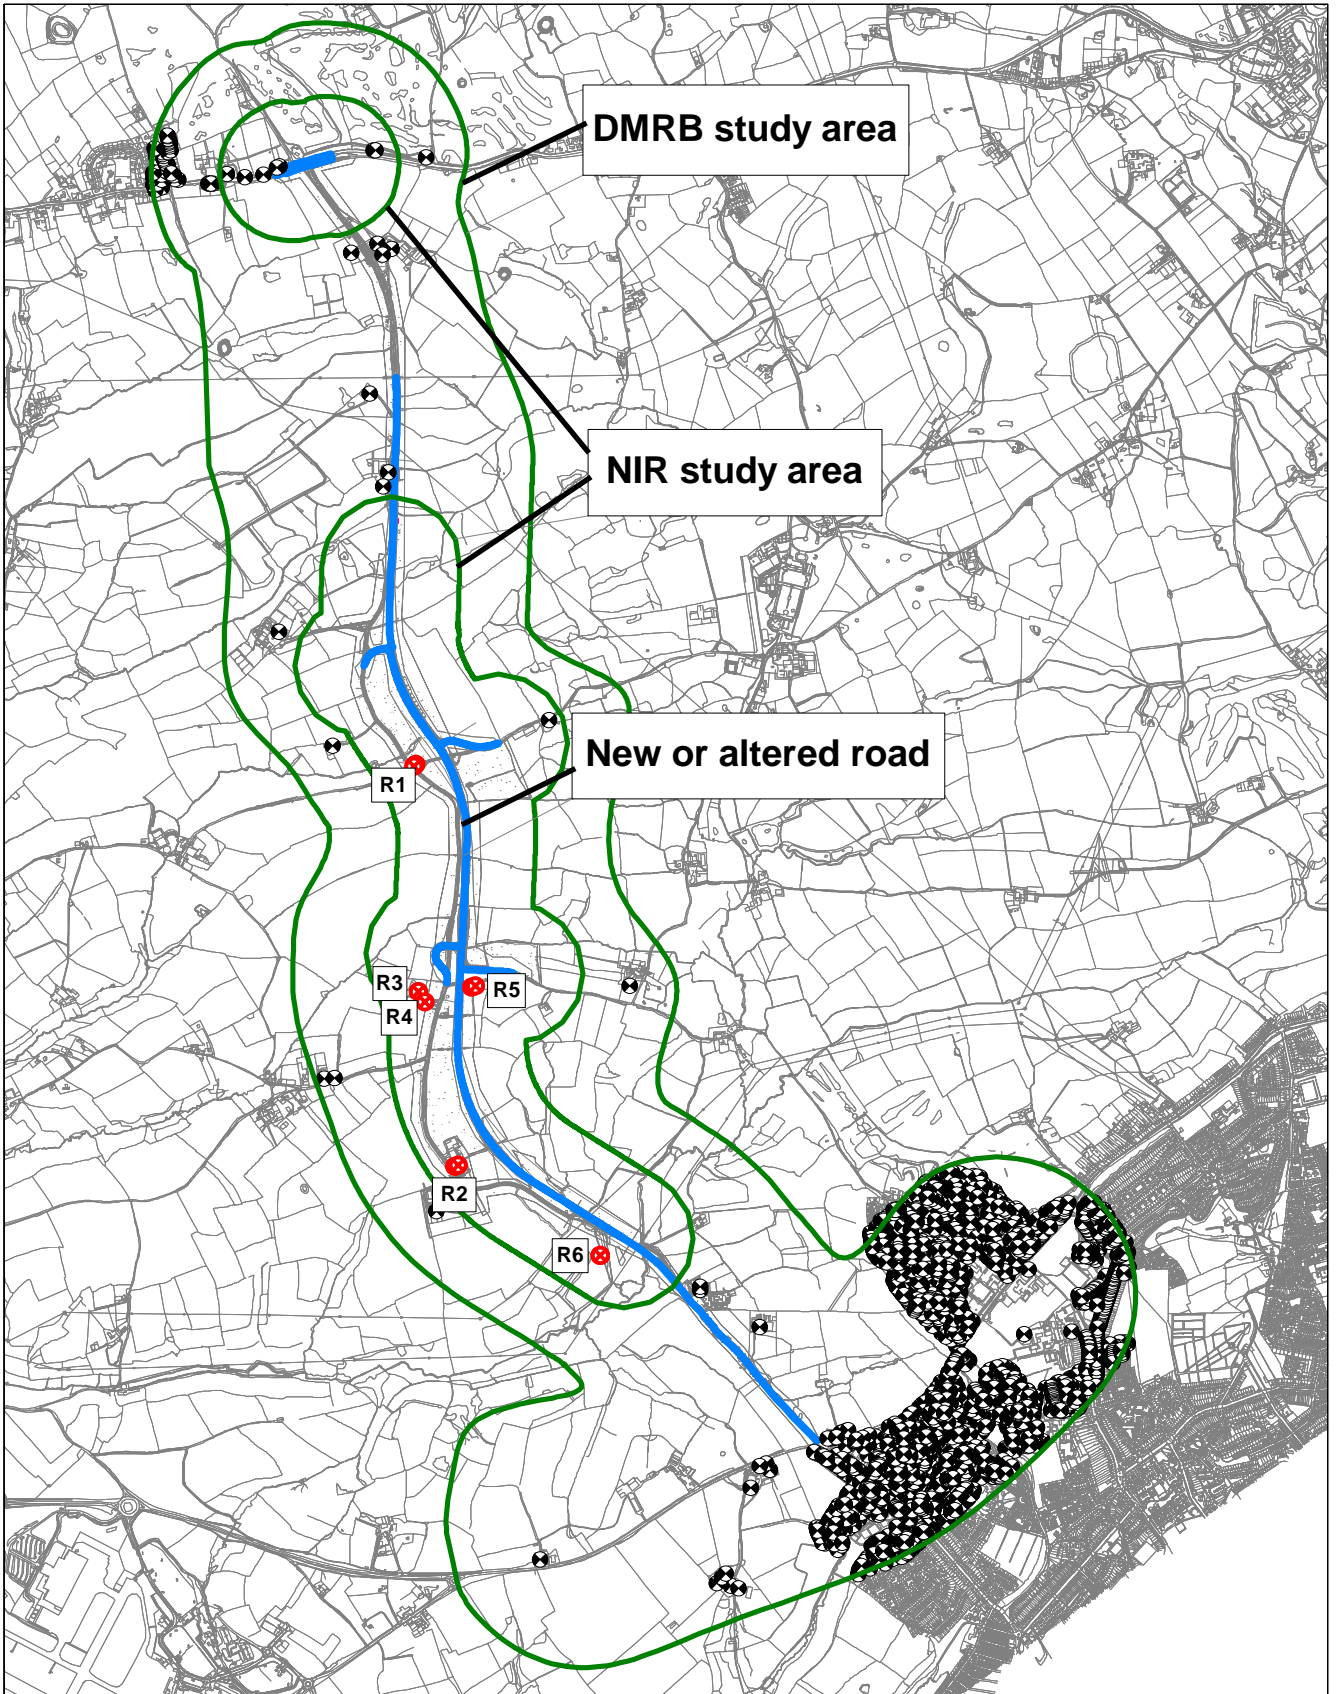 DMRB study area
NIR study area
New or altered road
R1
R3
R4
R5
R2
R6